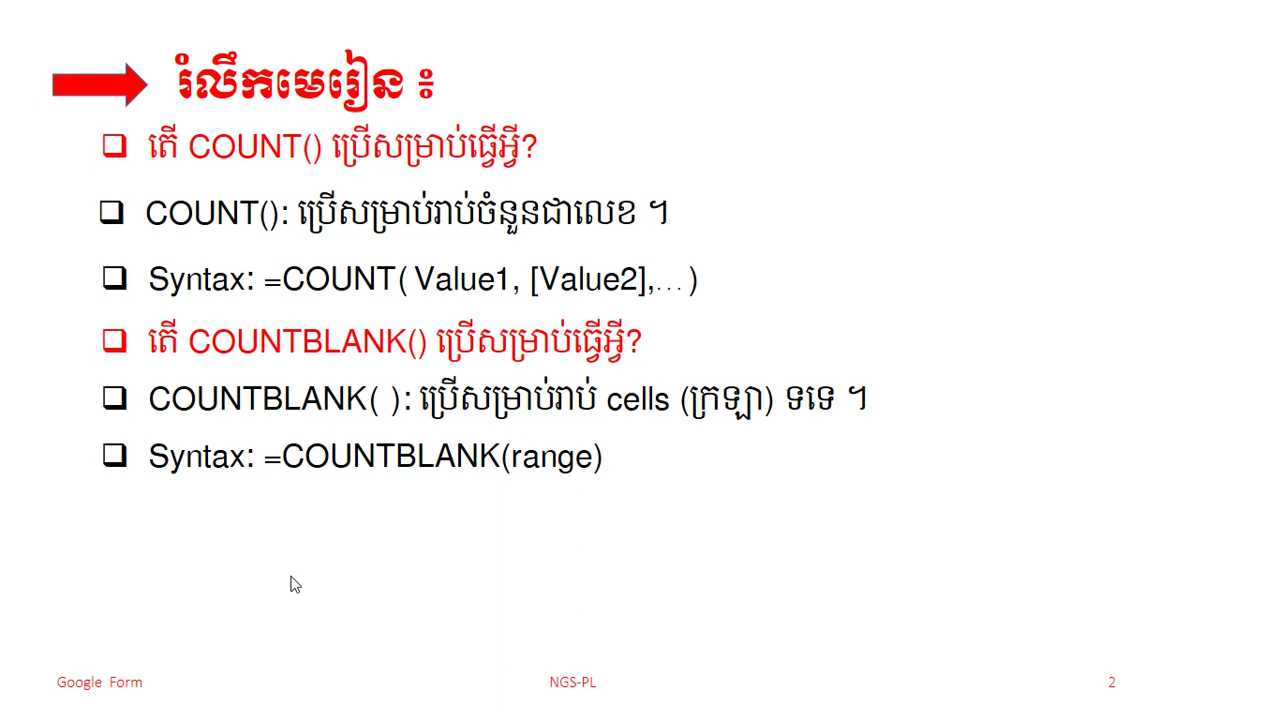 រំលឹកមេរៀន ៖
តើ COUNT() ប្រើសម្រាប់ធ្វើអ្វី?
COUNT(): ប្រើសម្រាប់រាប់ចំនួនជាលេខ ។
Syntax: =COUNT( Value1, [Value2],... )
តើ COUNTBLANK() ប្រើសម្រាប់ធ្វើអ្វី?
COUNTBLANK( ): ប្រើសម្រាប់រាប់ cells (ក្រឡា) ទទេ ។
Syntax: =COUNTBLANK(range)
Google Form NGS-PL 2